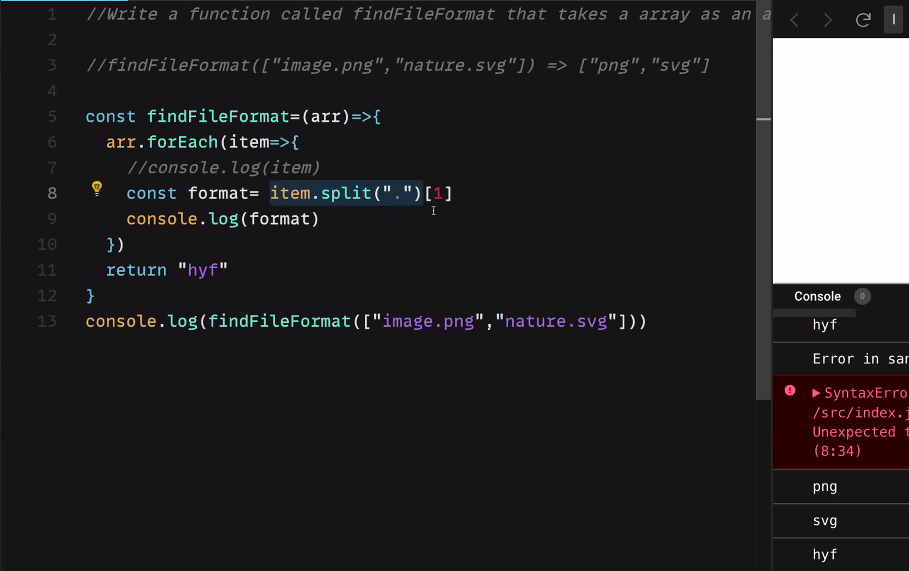 1 //Write a function called findFileFormat that takes a array as an a
2
3 //findFileFormat(["image.png","nature.svg"]) => ["png","svg"]
4
5 const findFileFormat=(arr)=>{
6 arr.forEach(item=>{
7 //console.log(item)
8 const format= item.split(".")[1]
9 console.log(format)
10 })
11 return "hyf"
12 }
13 console.log(findFileFormat(["image.png","nature.svg"]))
Console 0
hyf
Error in san
SyntaxErro
/src/index.j
Unexpected t
(8:34)
png
svg
hyf